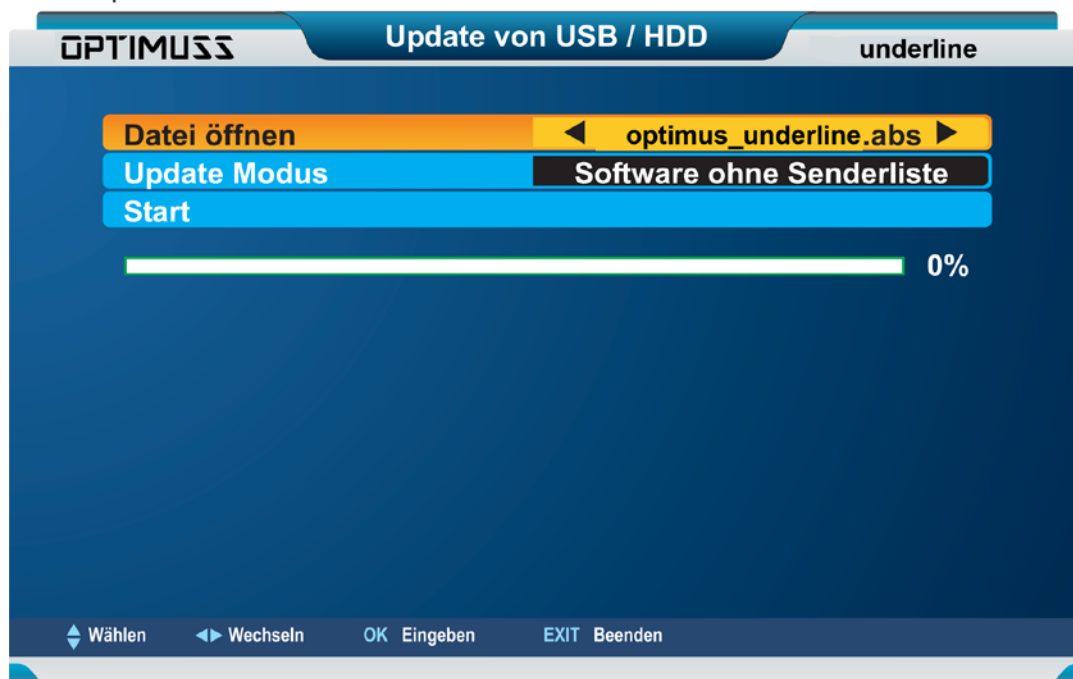 OPTIMUSS
Update von USB / HDD
underline
Datei öffnen
optimus_underline.abs
Update Modus
Software ohne Senderliste
Start
0%
Wählen Wechseln OK Eingeben EXIT Beenden